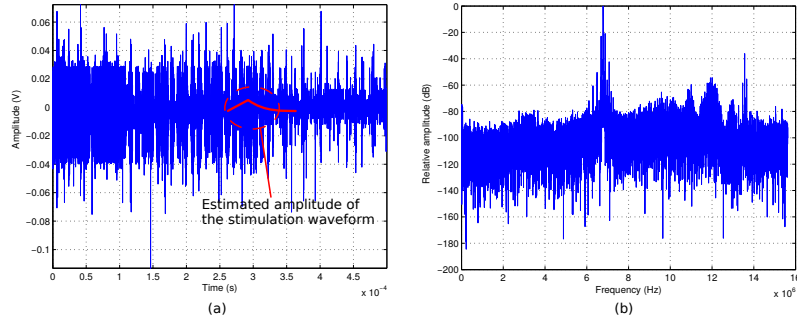 0.06
0.04
0.02
0
−0.02
−0.04
−0.06
−0.08
−0.1
Amplitude (V)
Estimated amplitude of
the stimulation waveform
0 0.5 1 1.5 2 2.5 3 3.5 4 4.5
Time (s)
x 10⁻⁴
(a)
0
−20
−40
−60
−80
−100
−120
−140
−160
−180
−200
Relative amplitude (dB)
0 2 4 6 8 10 12 14 16
Frequency (Hz)
x 10⁶
(b)